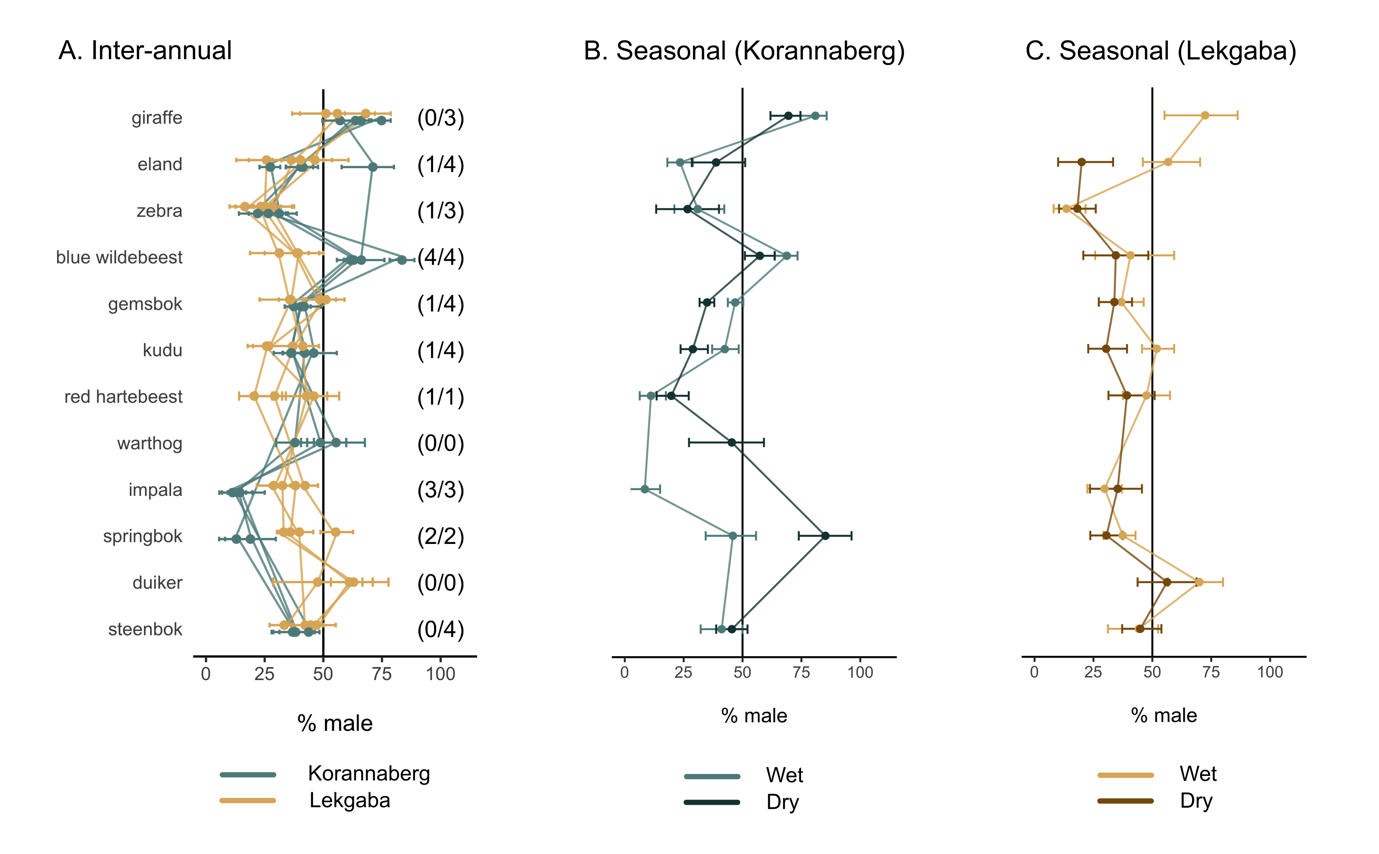 A. Inter-annual
B. Seasonal (Korannaberg)
C. Seasonal (Lekgaba)
giraffe (0/3)
eland (1/4)
zebra (1/3)
blue wildebeest (4/4)
gemsbok (1/4)
kudu (1/4)
red hartebeest (1/1)
warthog (0/0)
impala (3/3)
springbok (2/2)
duiker (0/0)
steenbok (0/4)
0 25 50 75 100
0 25 50 75 100
0 25 50 75 100
% male
% male
% male
Korannaberg
Lekgaba
Wet
Dry
Wet
Dry